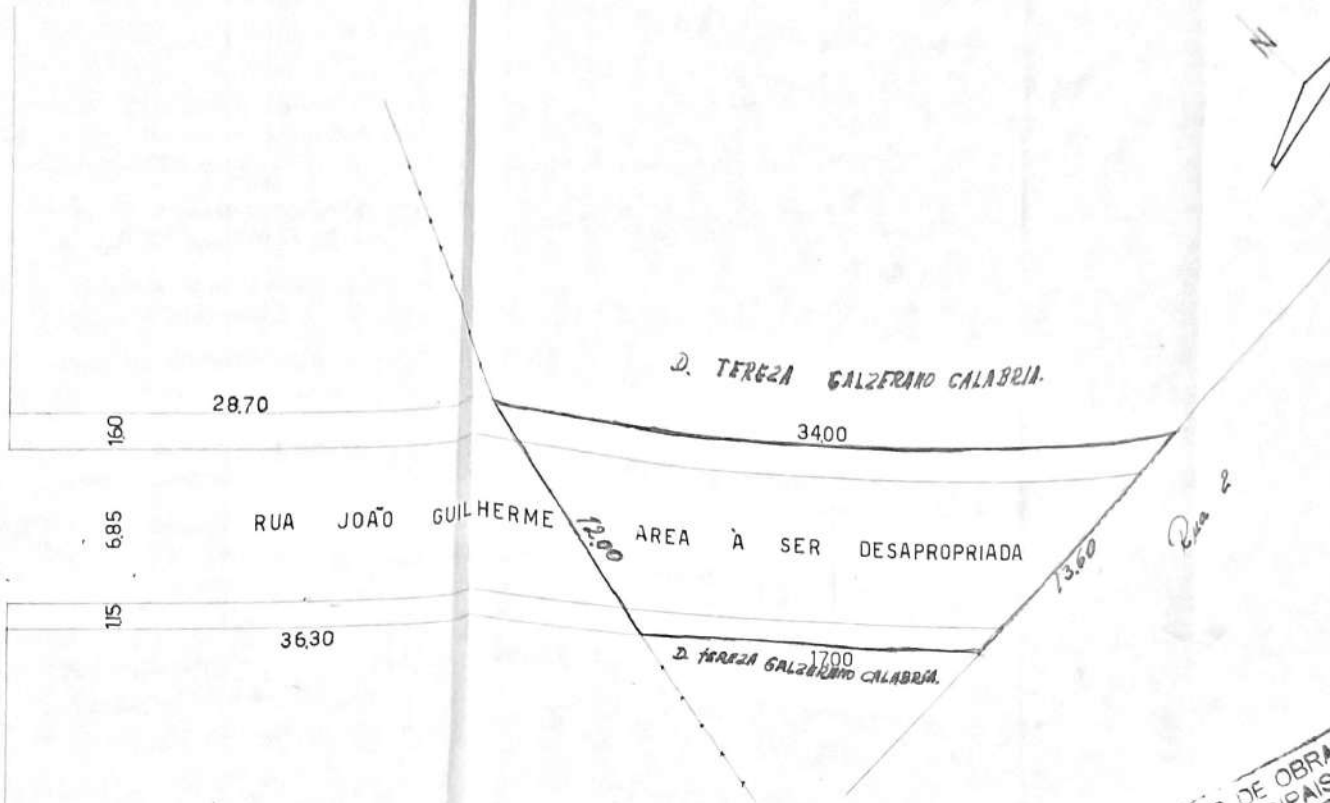 N
D. TEREZA GALZERANO CALABRIA.
28,70
34,00
1,60
RUA JOÃO GUILHERME
12.00
AREA À SER DESAPROPRIADA
6,85
13.60
Rua 2
1,15
36,30
17,00
D. TEREZA GALZERANO CALABRIA.
DE OBRA